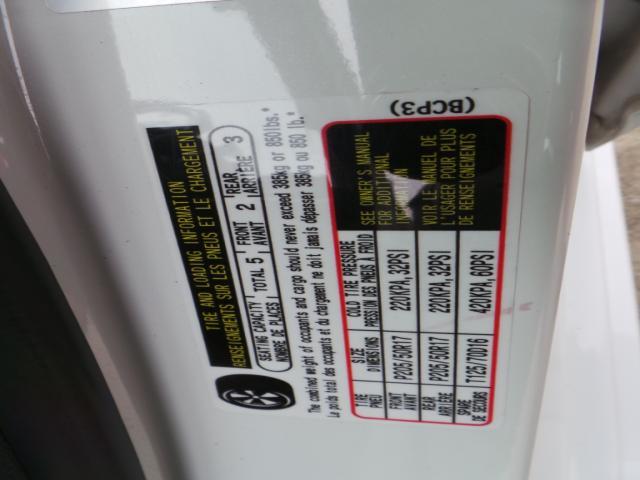 TIRE AND LOADING INFORMATION
RENSEIGNEMENTS SUR LES PNEUS ET LE CHARGEMENT
SEATING CAPACITY TOTAL 5 FRONT 2 REAR 3
NOMBRE DE PLACES AVANT ARRIÈRE
The combined weight of occupants and cargo should never exceed 385kg or 850lbs.*
Le poids total des occupants et du chargement ne doit jamais dépasser 385kg ou 850 lb.*
TIRE SIZE COLD TIRE PRESSURE
PNEU DIMENSIONS PRESSION DES PNEUS À FROID
FRONT P205/50R17 220KPA, 32PSI
AVANT
REAR P205/50R17 220KPA, 32PSI
ARRIÈRE
SPARE T125/70D16 420KPA, 60PSI
DE SECOURS
SEE OWNER'S MANUAL
FOR ADDITIONAL
INFORMATION
VOIR LE MANUEL DE
L'USAGER POUR PLUS
DE RENSEIGNEMENTS
(BCP3)